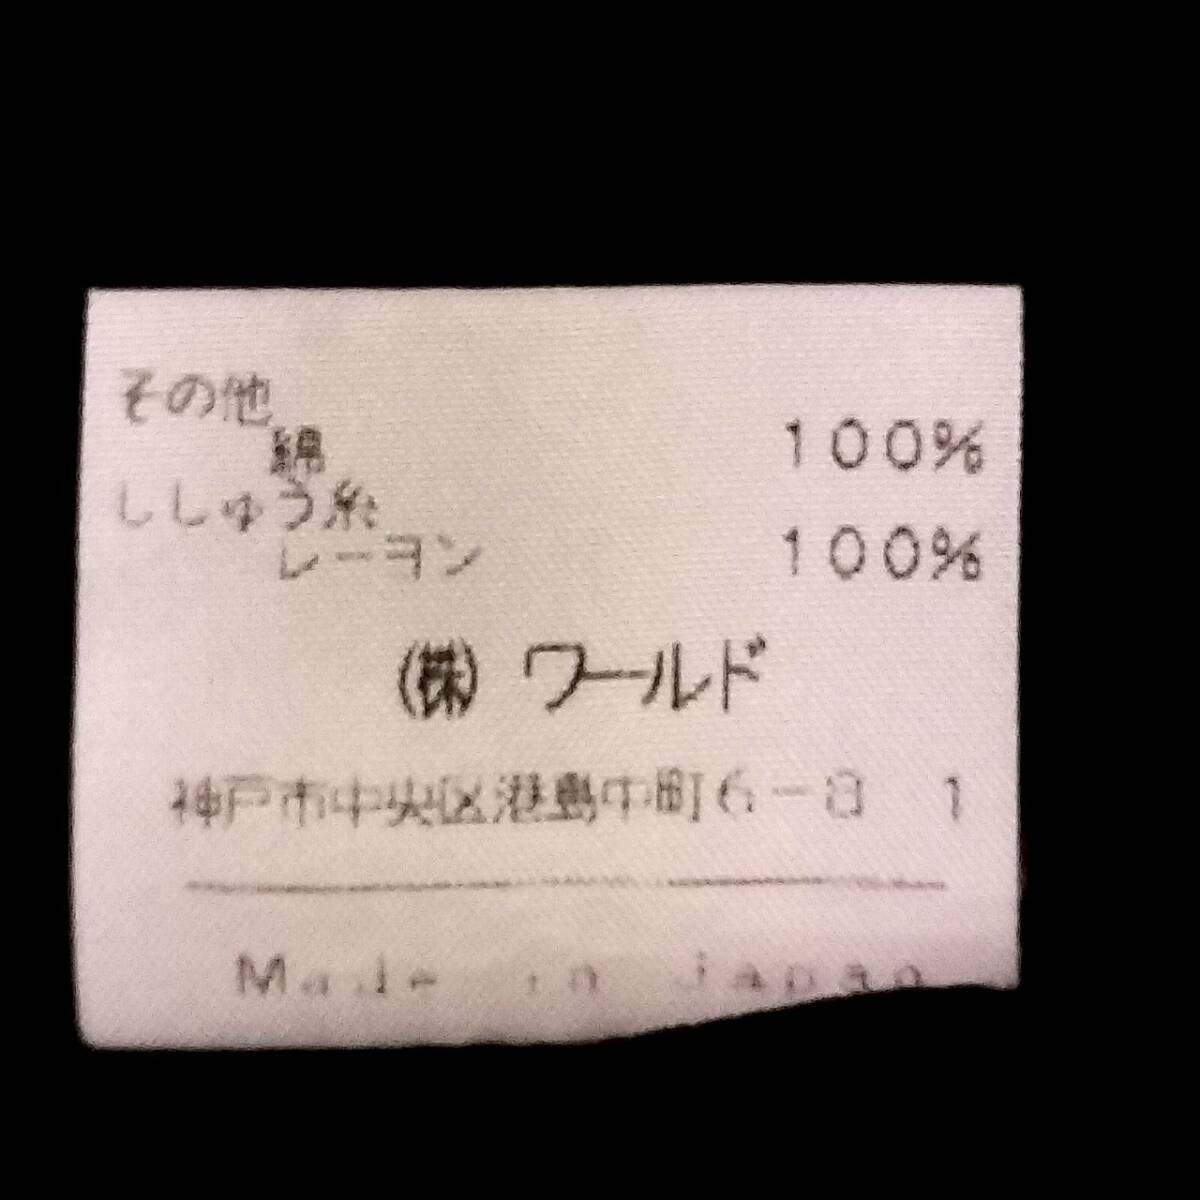 その他
綿 100%
ししゅう糸
レーヨン 100%
(株) ワールド
神戸市中央区港島中町6-8 1
Made in Japan